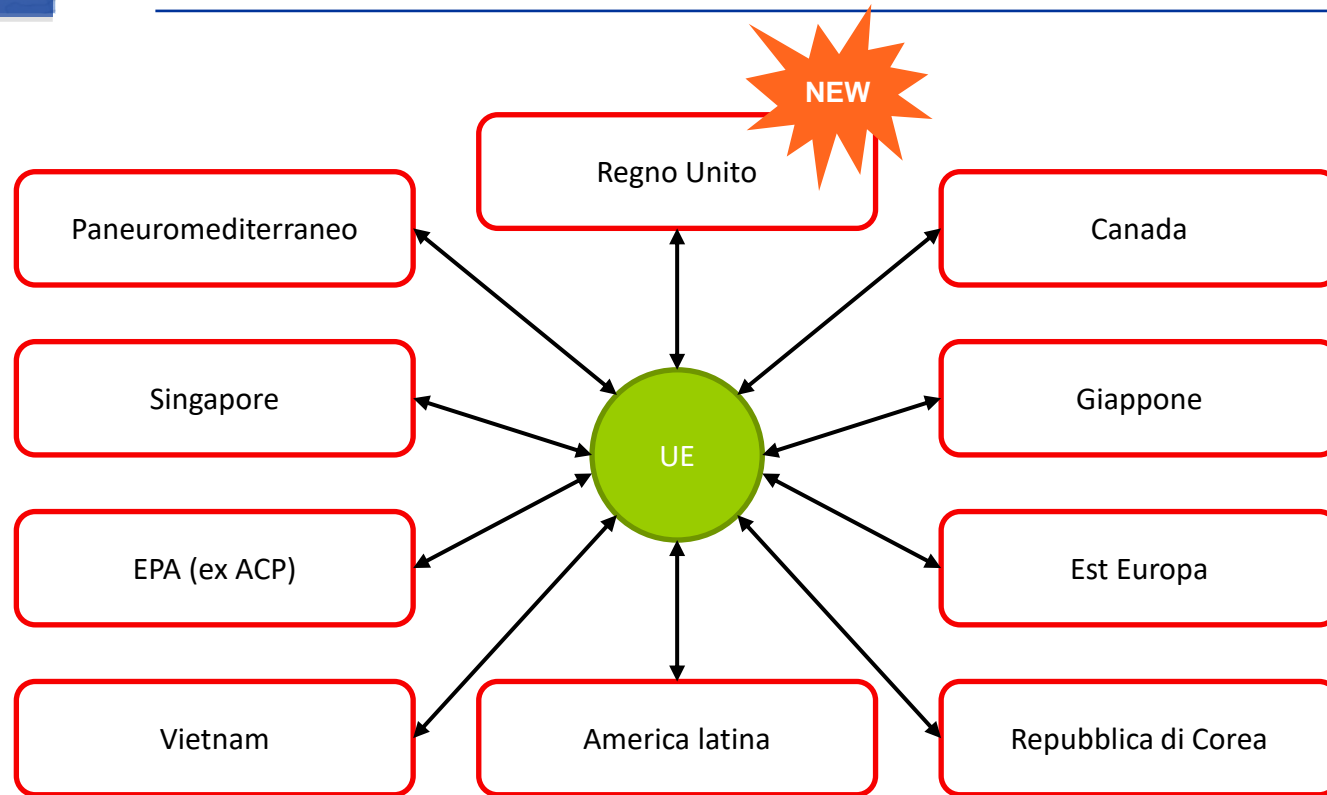 NEW
Regno Unito
Paneuromediterraneo
Canada
Singapore
Giappone
UE
EPA (ex ACP)
Est Europa
Vietnam
America latina
Repubblica di Corea